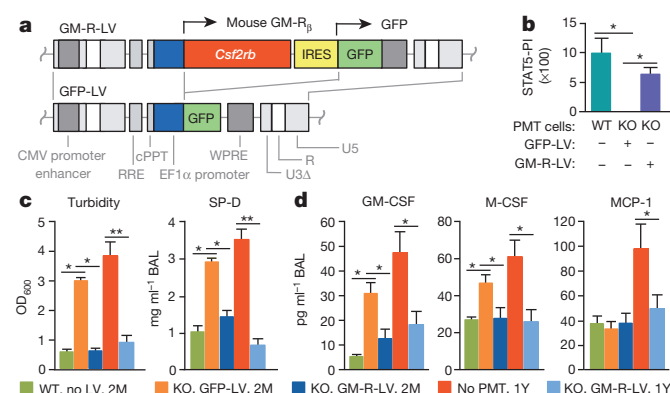 a
GM-R-LV
Mouse GM-Rβ
GFP
Csf2rb
IRES
GFP
GFP-LV
GFP
CMV promoter
enhancer
RRE
cPPT
EF1α promoter
WPRE
U3Δ
R
U5
b
STAT5-PI
(×100)
15
10
5
0
*
*
PMT cells: WT KO KO
GFP-LV: – + –
GM-R-LV: – – +
c
Turbidity
OD600
5
4
3
2
1
0
* * **
SP-D
mg ml−1 BAL
4
3
2
1
0
* * **
d
GM-CSF
pg ml−1 BAL
60
50
40
30
20
10
0
* * *
M-CSF
80
60
40
20
0
* * *
MCP-1
120
100
80
60
40
20
0
*
WT, no LV, 2M
KO, GFP-LV, 2M
KO, GM-R-LV, 2M
No PMT, 1Y
KO, GM-R-LV, 1Y